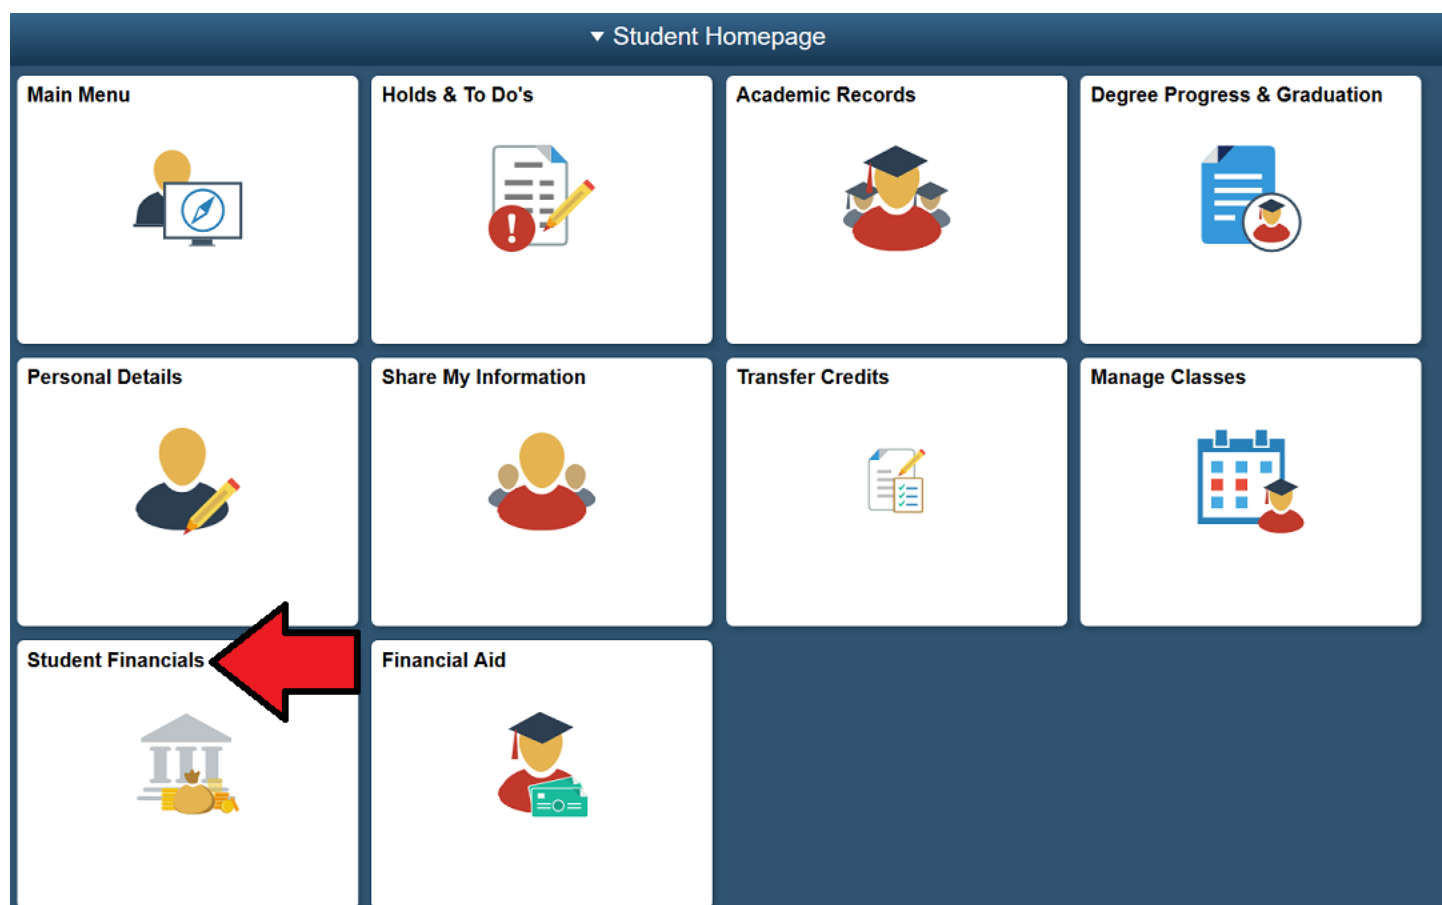 Student Homepage
Main Menu
Holds & To Do's
Academic Records
Degree Progress & Graduation
Personal Details
Share My Information
Transfer Credits
Manage Classes
Student Financials
Financial Aid